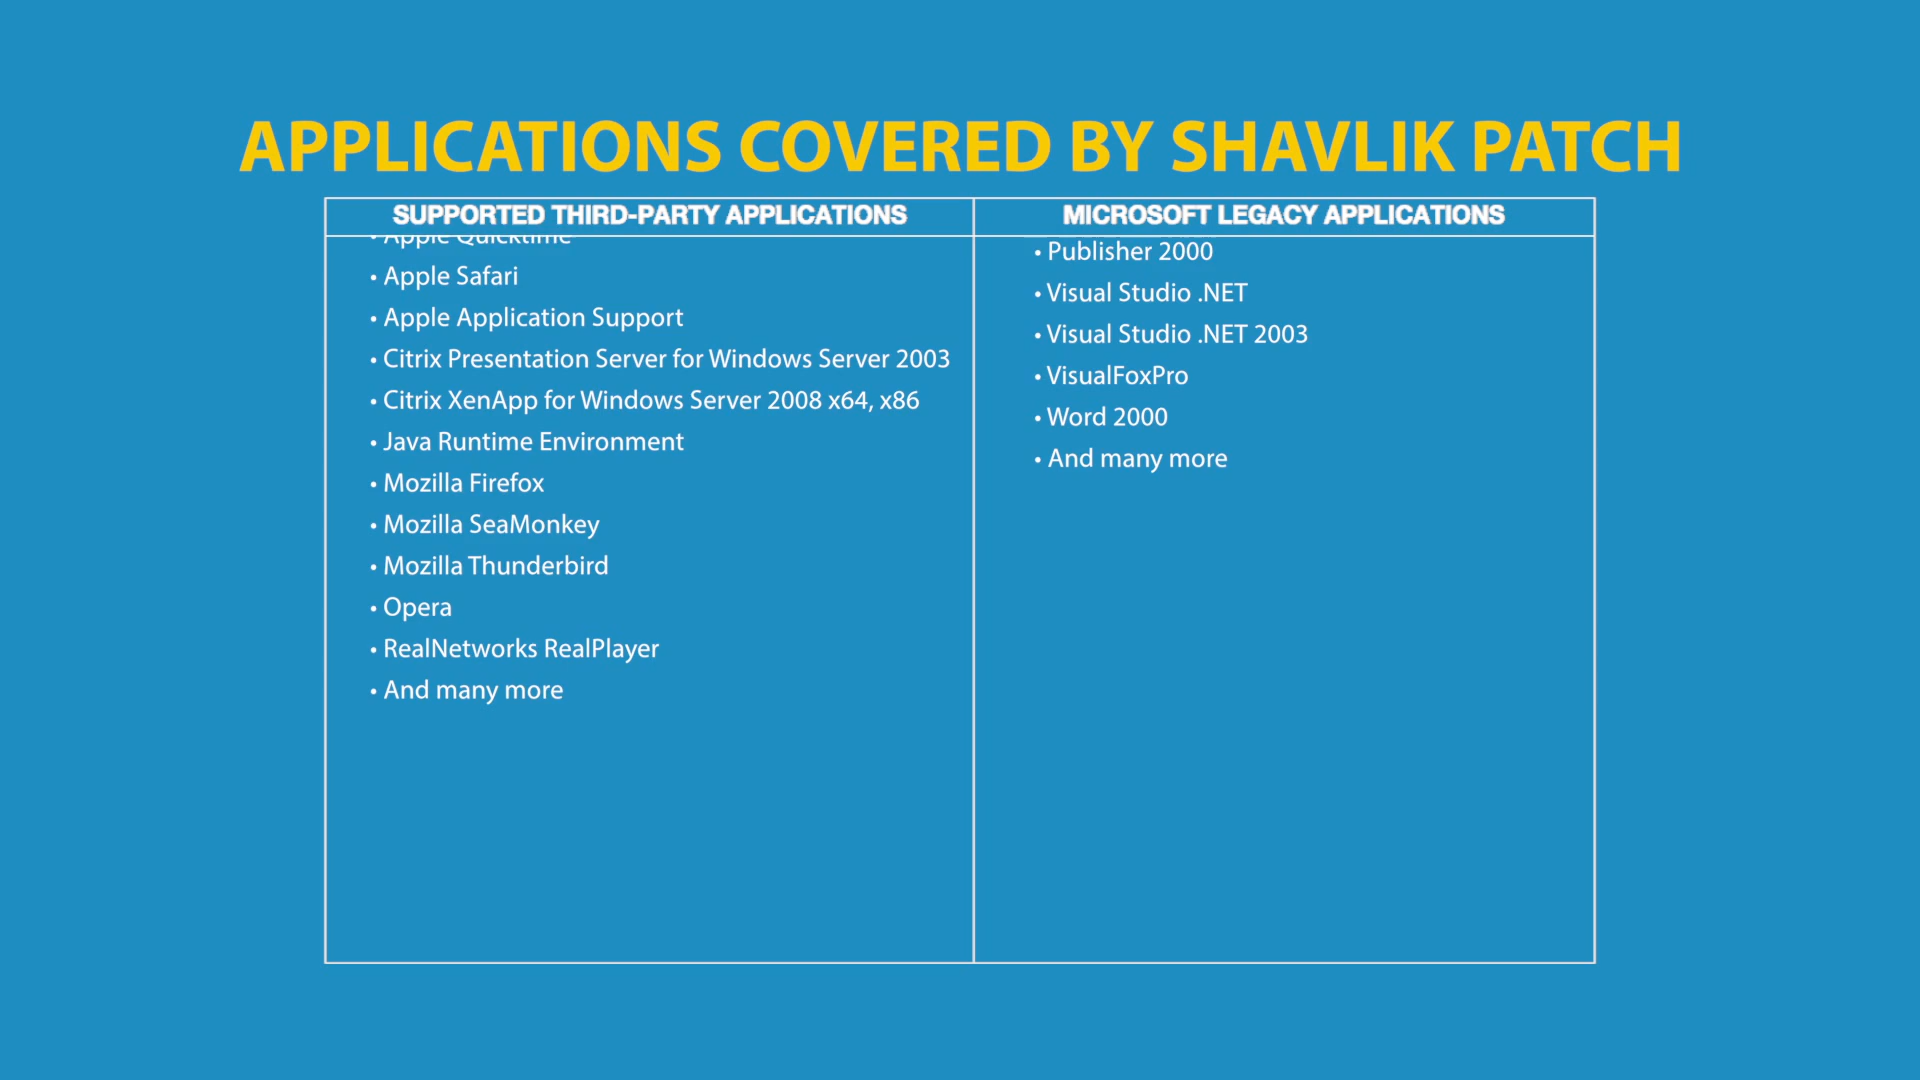 APPLICATIONS COVERED BY SHAVLIK PATCH
SUPPORTED THIRD-PARTY APPLICATIONS
• Apple Quicktime
• Apple Safari
• Apple Application Support
• Citrix Presentation Server for Windows Server 2003
• Citrix XenApp for Windows Server 2008 x64, x86
• Java Runtime Environment
• Mozilla Firefox
• Mozilla SeaMonkey
• Mozilla Thunderbird
• Opera
• RealNetworks RealPlayer
• And many more
MICROSOFT LEGACY APPLICATIONS
• Publisher 2000
• Visual Studio .NET
• Visual Studio .NET 2003
• VisualFoxPro
• Word 2000
• And many more